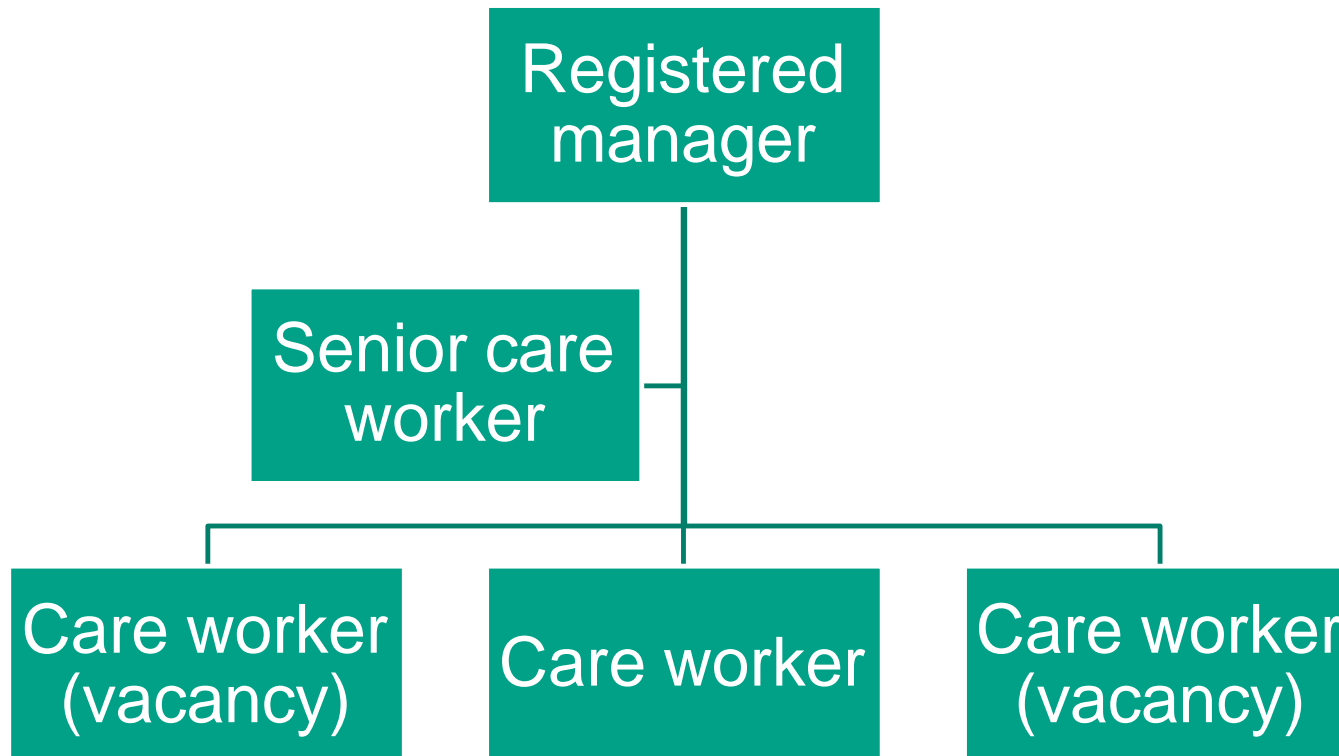 Registered
manager
Senior care
worker
Care worker
(vacancy)
Care worker
Care worker
(vacancy)